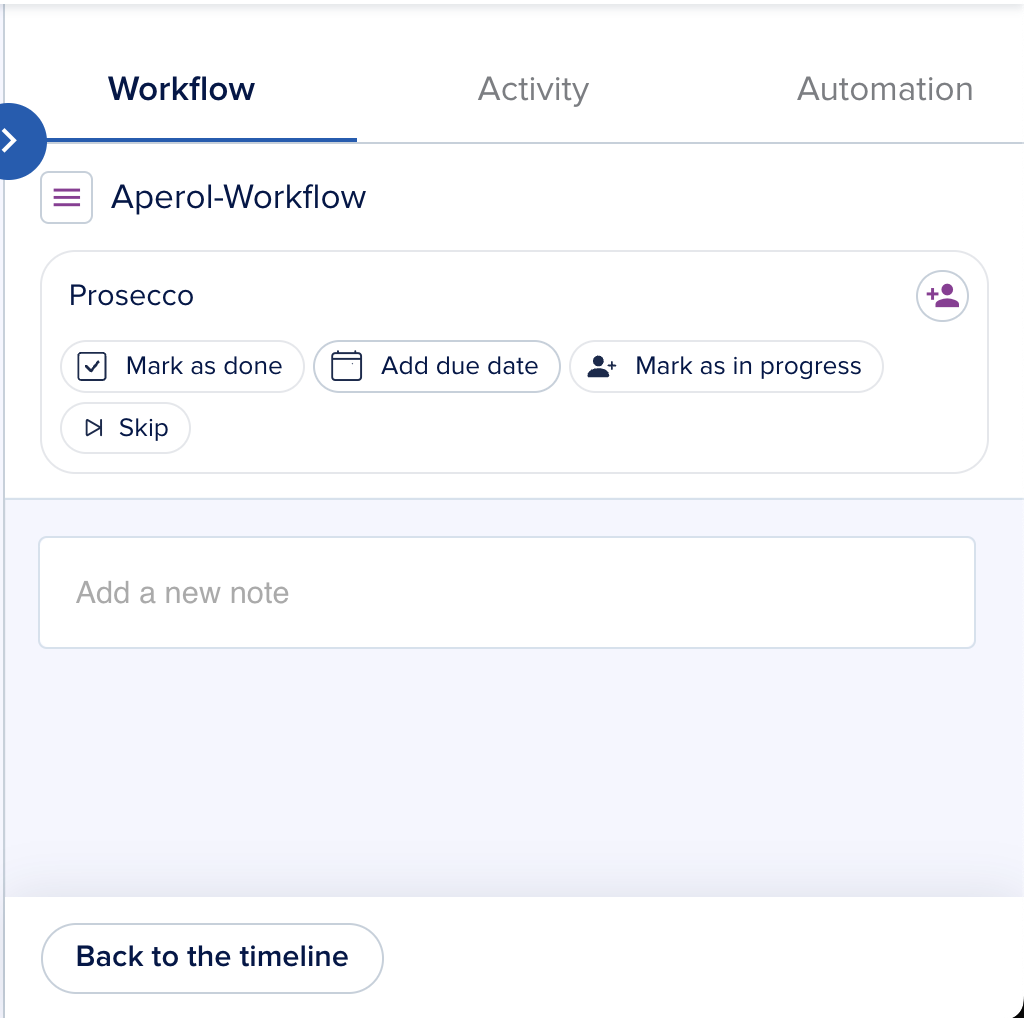 Workflow Activity Automation
Aperol-Workflow
Prosecco
Mark as done Add due date Mark as in progress
Skip
Add a new note
Back to the timeline